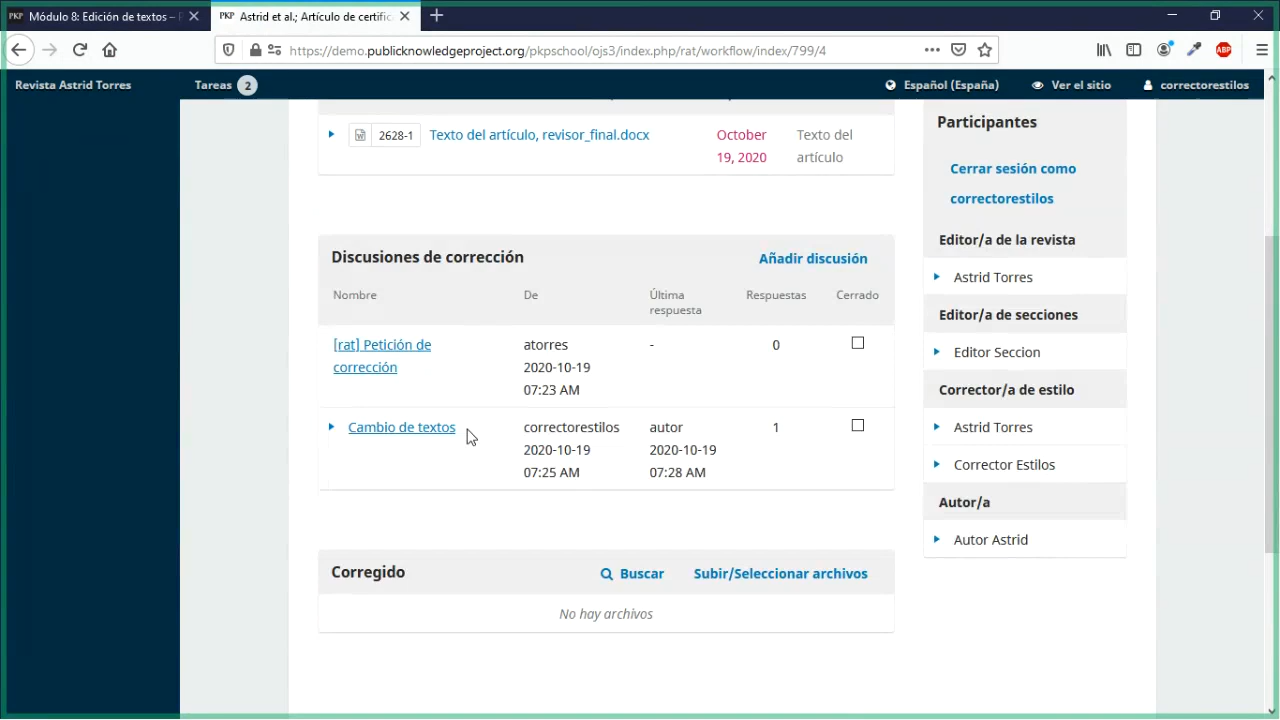 Módulo 8: Edición de textos – P
Astrid et al.; Artículo de certific
https://demo.publicknowledgeproject.org/pkpschool/ojs3/index.php/rat/workflow/index/799/4
Revista Astrid Torres
Tareas 2
Español (España)
Ver el sitio
correctorestilos
2628-1
Texto del artículo, revisor_final.docx
October 19, 2020
Texto del artículo
Discusiones de corrección
Añadir discusión
Nombre
De
Última respuesta
Respuestas
Cerrado
[rat] Petición de corrección
atorres
2020-10-19
07:23 AM
-
0
Cambio de textos
correctorestilos
2020-10-19
07:25 AM
autor
2020-10-19
07:28 AM
1
Corregido
Buscar
Subir/Seleccionar archivos
No hay archivos
Participantes
Cerrar sesión como
correctorestilos
Editor/a de la revista
Astrid Torres
Editor/a de secciones
Editor Seccion
Corrector/a de estilo
Astrid Torres
Corrector Estilos
Autor/a
Autor Astrid